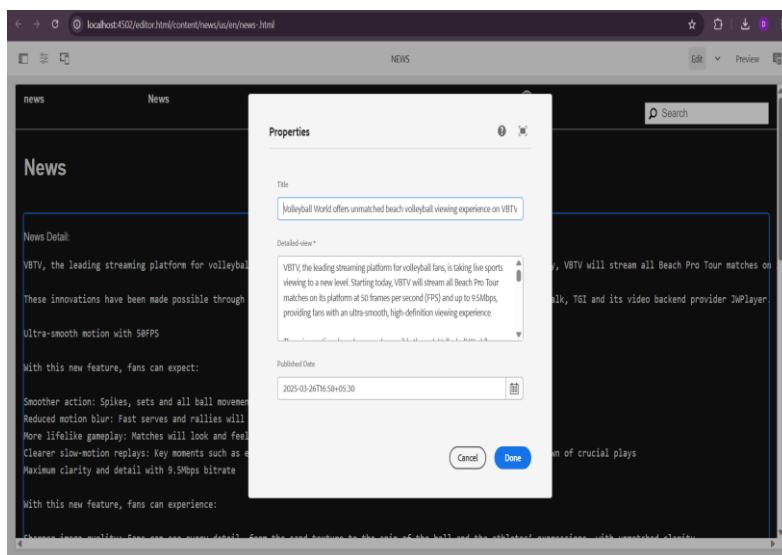 localhost:4502/editor.html/content/news/us/en/news-.html
NEWS
Edit
Preview
news
News
Search
News
Properties
Title
Volleyball World offers unmatched beach volleyball viewing experience on VBTV
Detailed-view *
VBTV, the leading streaming platform for volleyball fans, is taking live sports
viewing to a new level. Starting today, VBTV will stream all Beach Pro Tour
matches on its platform at 50 frames per second (FPS) and up to 9.5Mbps,
providing fans with an ultra-smooth, high-definition viewing experience.
Published Date
2025-03-26T16:58+05:30
Cancel
Done
News Detail:
VBTV, the leading streaming platform for volleybal
, VBTV will stream all Beach Pro Tour matches on
These innovations have been made possible through
alk, TGI and its video backend provider JWPlayer.
Ultra-smooth motion with 50FPS
With this new feature, fans can expect:
Smoother action: Spikes, sets and all ball movemen
Reduced motion blur: Fast serves and rallies will
More lifelike gameplay: Matches will look and feel
Clearer slow-motion replays: Key moments such as e
wn of crucial plays
Maximum clarity and detail with 9.5Mbps bitrate
With this new feature, fans can experience: